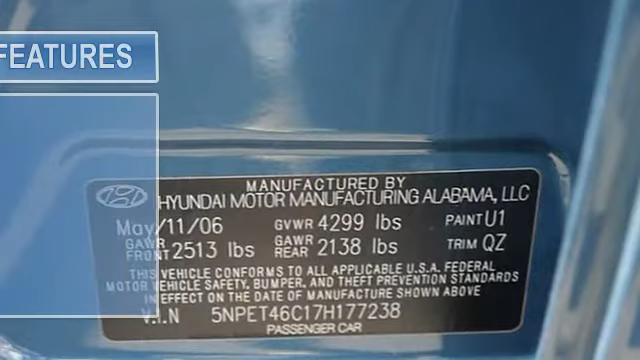 FEATURES
MANUFACTURED BY
HYUNDAI MOTOR MANUFACTURING ALABAMA, LLC
May/11/06 GVWR 4299 lbs PAINT U1
GAWR FRONT 2513 lbs GAWR REAR 2138 lbs TRIM QZ
THIS VEHICLE CONFORMS TO ALL APPLICABLE U.S.A. FEDERAL
MOTOR VEHICLE SAFETY, BUMPER, AND THEFT PREVENTION STANDARDS
IN EFFECT ON THE DATE OF MANUFACTURE SHOWN ABOVE
V.I.N 5NPET46C17H177238
PASSENGER CAR